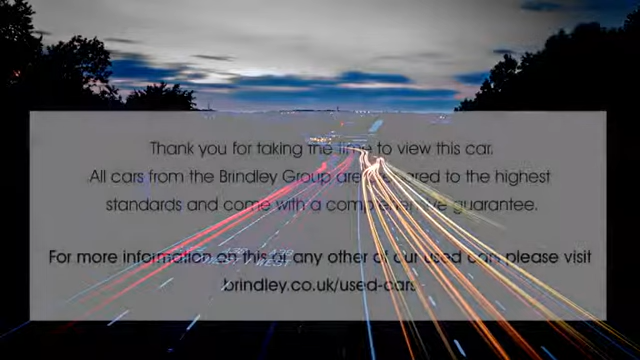 Thank you for taking the time to view this car.
All cars from the Brindley Group are prepared to the highest
standards and come with a comprehensive guarantee.
For more information on this or any other of our used cars please visit
brindley.co.uk/used-cars